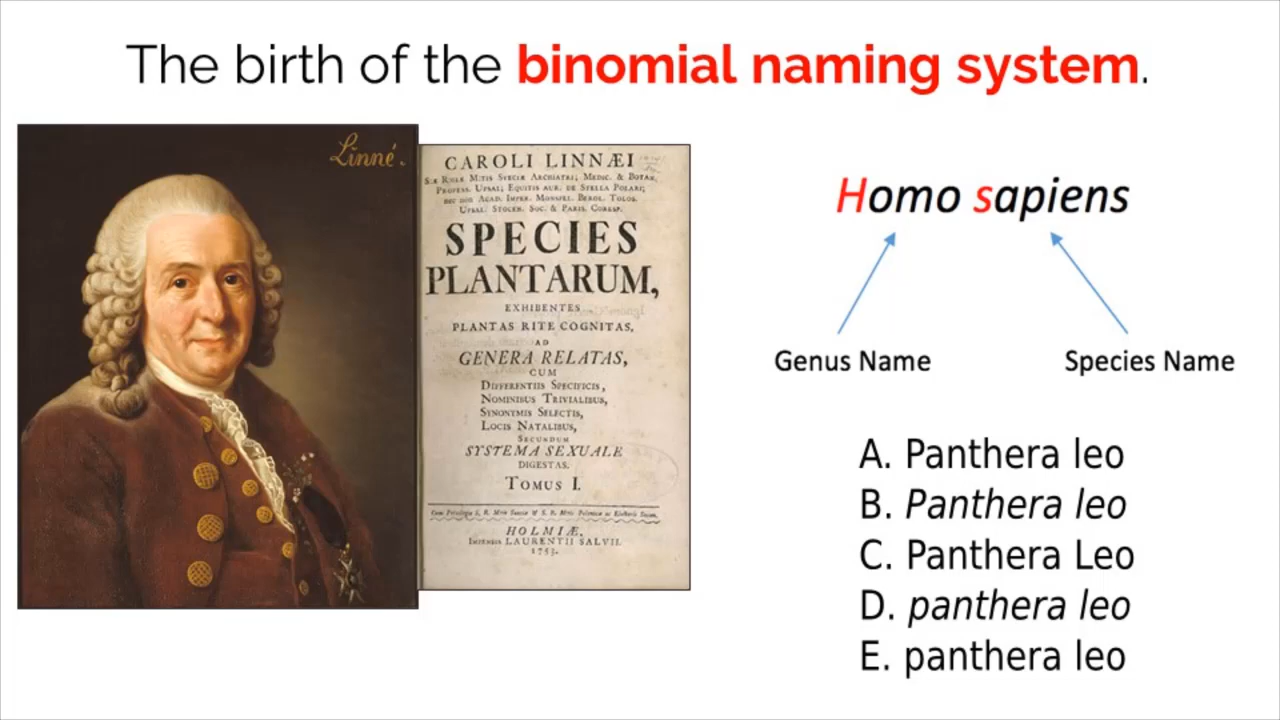 The birth of the binomial naming system.
Linné.
CAROLI LINNÆI
SPECIES
PLANTARUM,
EXHIBENTES
PLANTAS RITE COGNITAS,
AD
GENERA RELATAS,
CUM
DIFFERENTIIS SPECIFICIS,
NOMINIBUS TRIVIALIBUS,
SYNONYMIS SELECTIS,
LOCIS NATALIBUS,
SECUNDUM
SYSTEMA SEXUALE
DIGESTAS.
TOMUS I.
HOLMIÆ,
IMPENSIS LAURENTII SALVII.
1753.
Homo sapiens
Genus Name Species Name
A. Panthera leo
B. Panthera leo
C. Panthera Leo
D. panthera leo
E. panthera leo